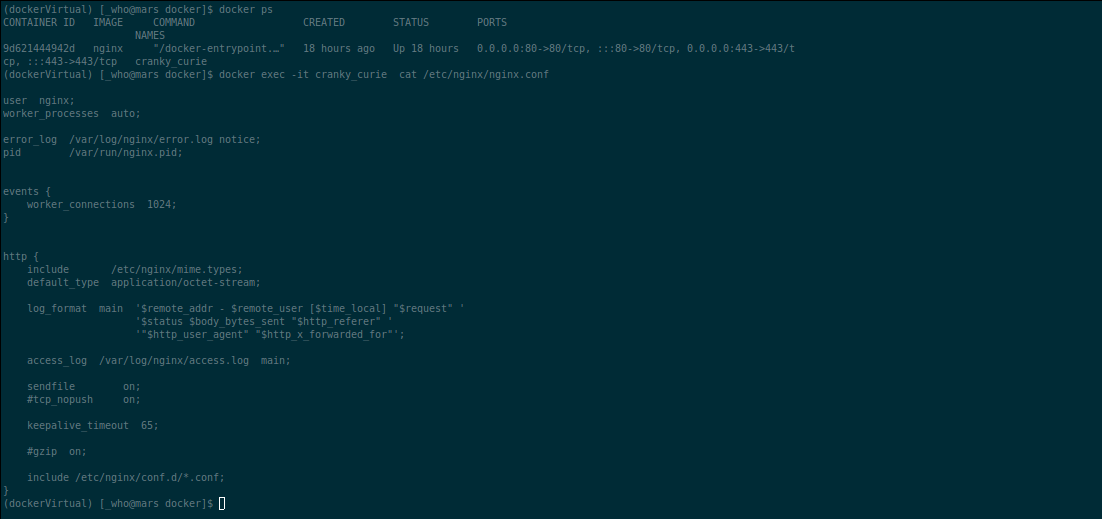 (dockerVirtual) [_who@mars docker]$ docker ps
CONTAINER ID   IMAGE     COMMAND                  CREATED        STATUS        PORTS
                      NAMES
9d621444942d   nginx     "/docker-entrypoint.…"   18 hours ago   Up 18 hours   0.0.0.0:80->80/tcp, :::80->80/tcp, 0.0.0.0:443->443/t
cp, :::443->443/tcp   cranky_curie
(dockerVirtual) [_who@mars docker]$ docker exec -it cranky_curie  cat /etc/nginx/nginx.conf

user  nginx;
worker_processes  auto;

error_log  /var/log/nginx/error.log notice;
pid        /var/run/nginx.pid;


events {
    worker_connections  1024;
}


http {
    include       /etc/nginx/mime.types;
    default_type  application/octet-stream;

    log_format  main  '$remote_addr - $remote_user [$time_local] "$request" '
                      '$status $body_bytes_sent "$http_referer" '
                      '"$http_user_agent" "$http_x_forwarded_for"';

    access_log  /var/log/nginx/access.log  main;

    sendfile        on;
    #tcp_nopush     on;

    keepalive_timeout  65;

    #gzip  on;

    include /etc/nginx/conf.d/*.conf;
}
(dockerVirtual) [_who@mars docker]$